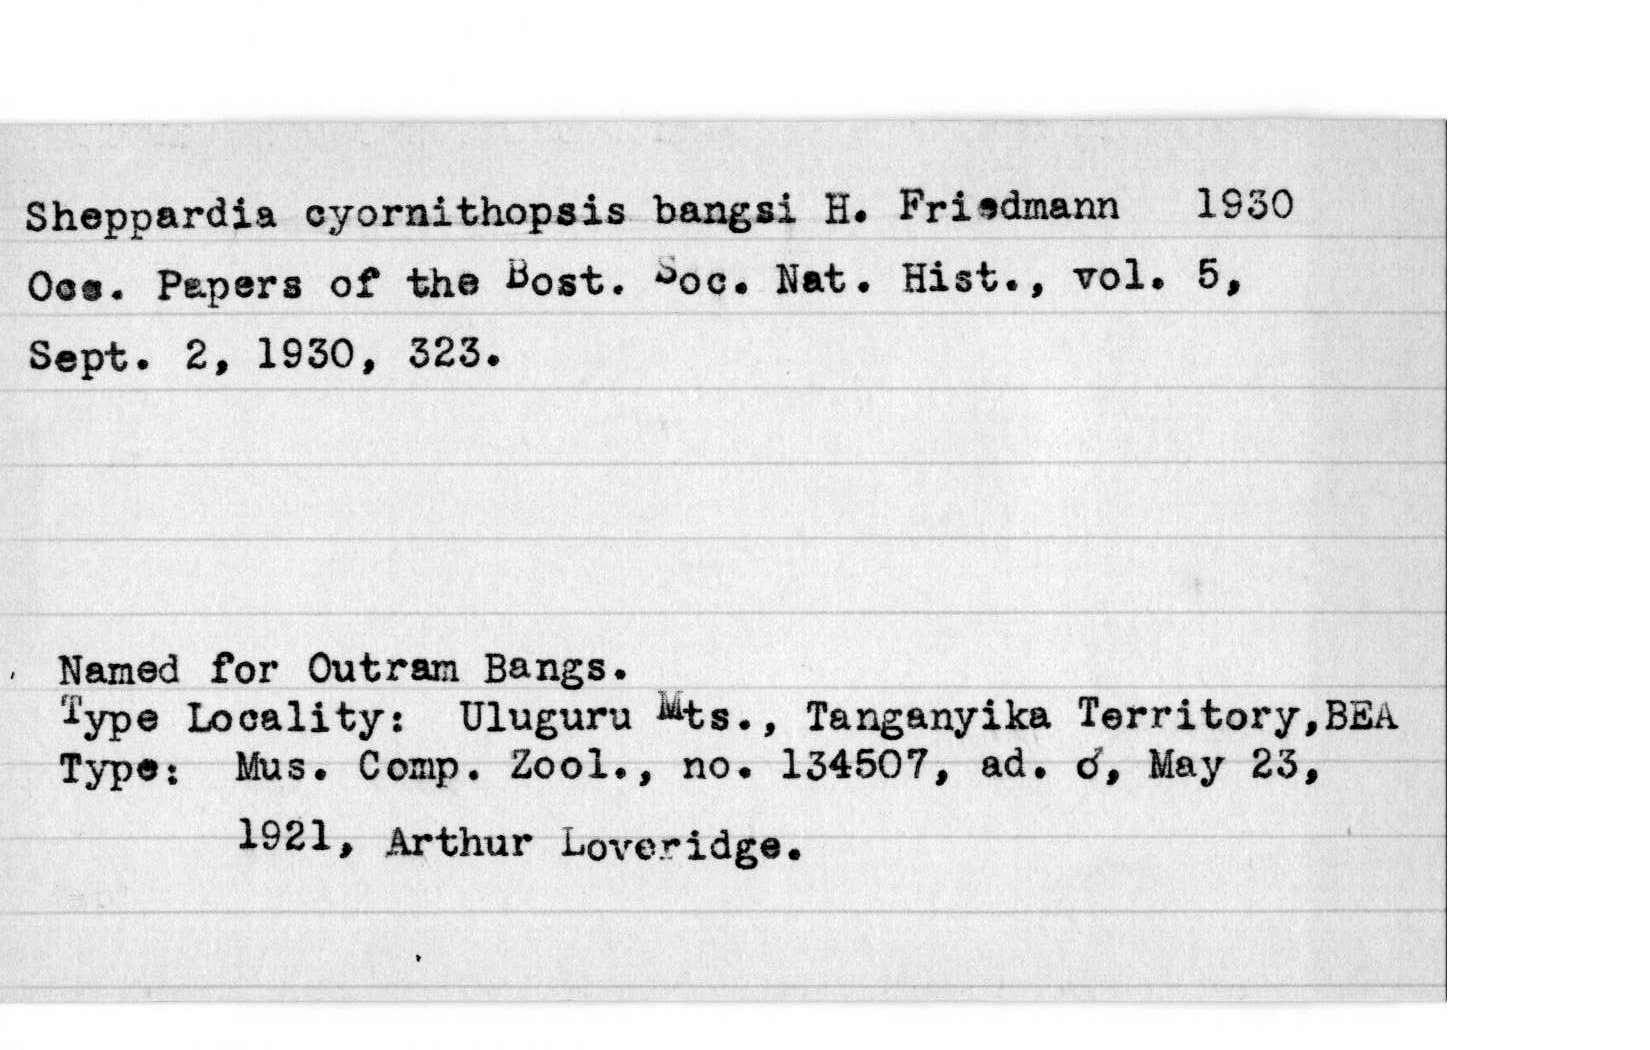 Sheppardia cyornithopsis bangsi H. Friedmann 1930
Occ. Papers of the Bost. Soc. Nat. Hist., vol. 5,
Sept. 2, 1930, 323.
Named for Outram Bangs.
Type Locality: Uluguru Mts., Tanganyika Territory,BEA
Type: Mus. Comp. Zool., no. 134507, ad. ♂, May 23,
1921, Arthur Loveridge.